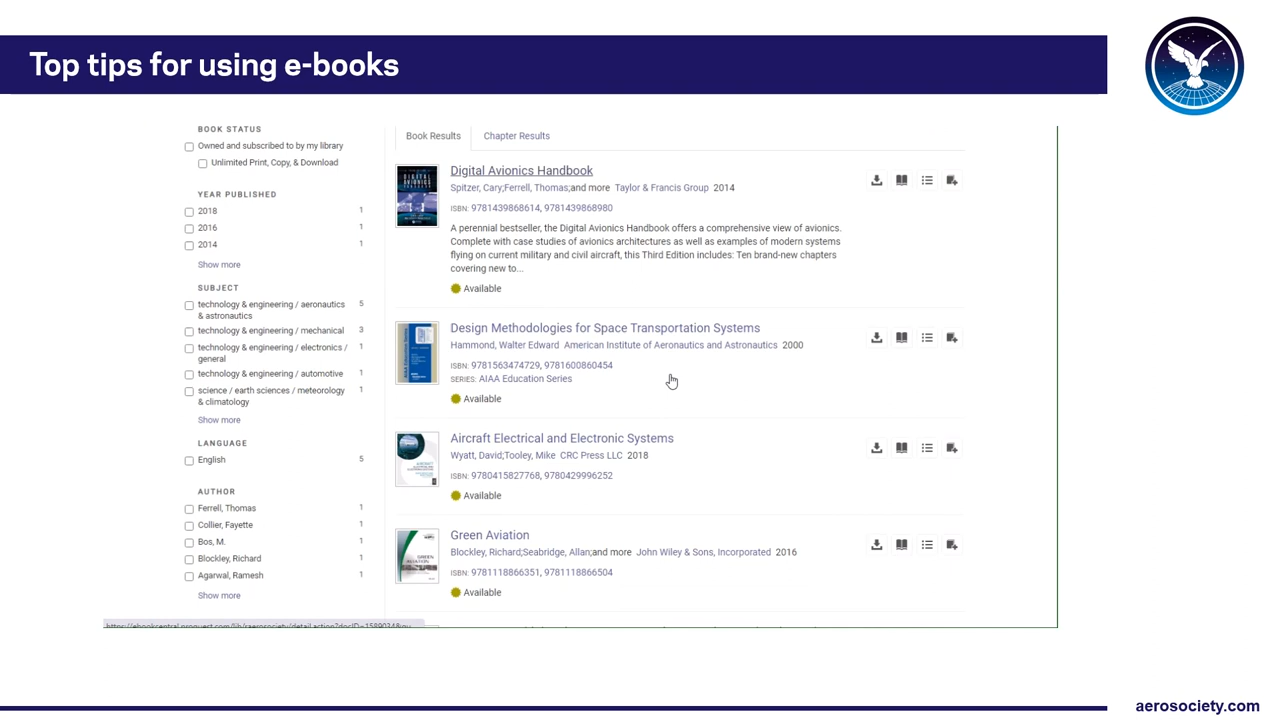 Top tips for using e-books
BOOK STATUS
Owned and subscribed to by my library
Unlimited Print, Copy, & Download
YEAR PUBLISHED
2018 1
2016 1
2014 1
Show more
SUBJECT
technology & engineering / aeronautics 5
& astronautics
technology & engineering / mechanical 3
technology & engineering / electronics / 1
general
technology & engineering / automotive 1
science / earth sciences / meteorology 1
& climatology
Show more
LANGUAGE
English 5
AUTHOR
Ferrell, Thomas 1
Collier, Fayette 1
Bos, M. 1
Blockley, Richard 1
Agarwal, Ramesh 1
Show more
Book Results Chapter Results
Digital Avionics Handbook
Spitzer, Cary;Ferrell, Thomas;and more Taylor & Francis Group 2014
ISBN: 9781439868614, 9781439868980
A perennial bestseller, the Digital Avionics Handbook offers a comprehensive view of avionics.
Complete with case studies of avionics architectures as well as examples of modern systems
flying on current military and civil aircraft, this Third Edition includes: Ten brand-new chapters
covering new to...
Available
Design Methodologies for Space Transportation Systems
Hammond, Walter Edward American Institute of Aeronautics and Astronautics 2000
ISBN: 9781563474729, 9781600860454
SERIES: AIAA Education Series
Available
Aircraft Electrical and Electronic Systems
Wyatt, David;Tooley, Mike CRC Press LLC 2018
ISBN: 9780415827768, 9780429996252
Available
Green Aviation
Blockley, Richard;Seabridge, Allan;and more John Wiley & Sons, Incorporated 2016
ISBN: 9781118866351, 9781118866504
Available
aerosociety.com